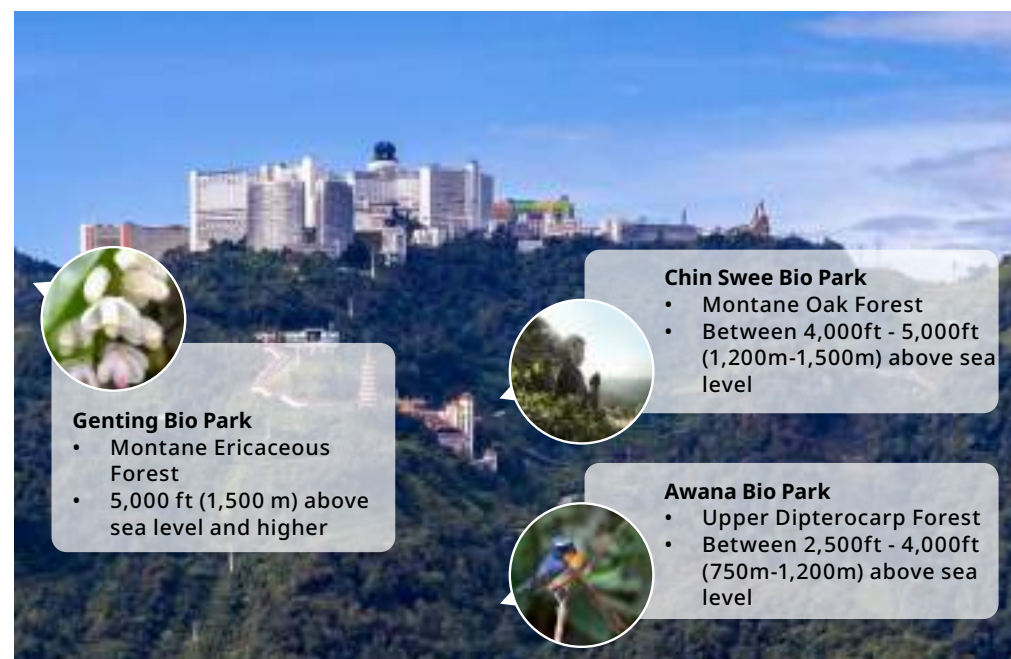 Chin Swee Bio Park
• Montane Oak Forest
• Between 4,000ft - 5,000ft
(1,200m-1,500m) above sea
level
Genting Bio Park
• Montane Ericaceous
Forest
• 5,000 ft (1,500 m) above
sea level and higher
Awana Bio Park
• Upper Dipterocarp Forest
• Between 2,500ft - 4,000ft
(750m-1,200m) above sea
level